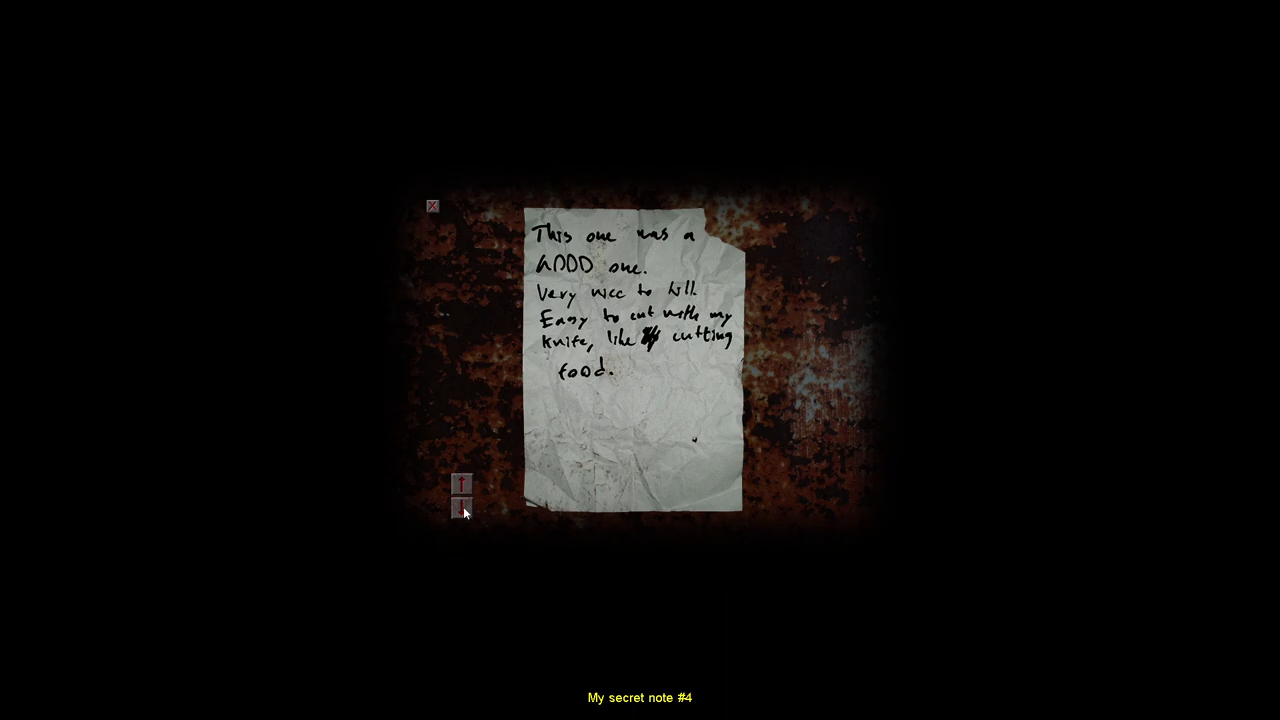 This one was a
GOOD one.
Very nice to kill.
Easy to cut with my
knife, like cutting
food.
My secret note #4